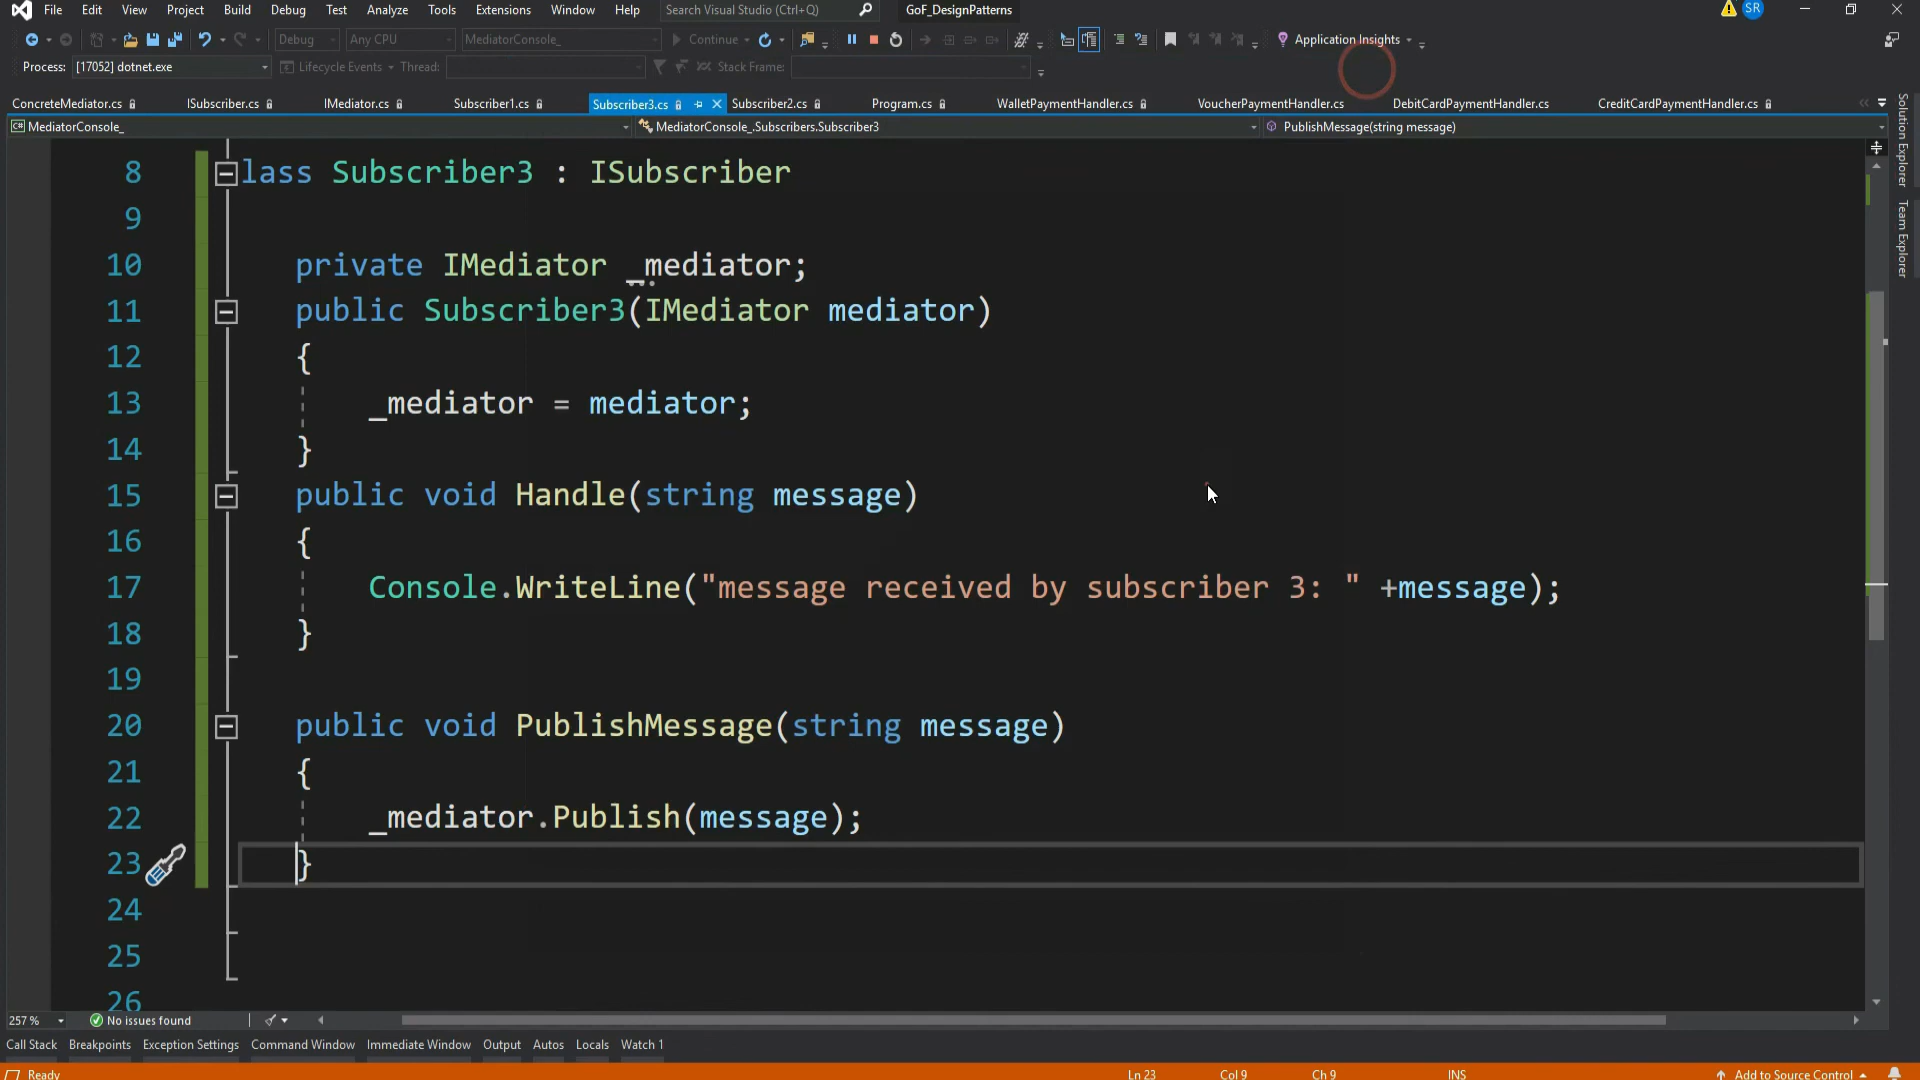 File Edit View Project Build Debug Test Analyze Tools Extensions Window Help Search Visual Studio (Ctrl+Q) GoF_DesignPatterns SR
Debug Any CPU MediatorConsole_ Continue Application Insights
Process: [17052] dotnet.exe Lifecycle Events Thread: Stack Frame:
ConcreteMediator.cs ISubscriber.cs IMediator.cs Subscriber1.cs Subscriber3.cs Subscriber2.cs Program.cs WalletPaymentHandler.cs VoucherPaymentHandler.cs DebitCardPaymentHandler.cs CreditCardPaymentHandler.cs
MediatorConsole_ MediatorConsole_.Subscribers.Subscriber3 PublishMessage(string message)
Solution Explorer
Team Explorer
8 lass Subscriber3 : ISubscriber
9
10 private IMediator _mediator;
11 public Subscriber3(IMediator mediator)
12 {
13 _mediator = mediator;
14 }
15 public void Handle(string message)
16 {
17 Console.WriteLine("message received by subscriber 3: " +message);
18 }
19
20 public void PublishMessage(string message)
21 {
22 _mediator.Publish(message);
23 }
24
25
26
257 % No issues found
Call Stack Breakpoints Exception Settings Command Window Immediate Window Output Autos Locals Watch 1
Ready Ln 23 Col 9 Ch 9 INS Add to Source Control